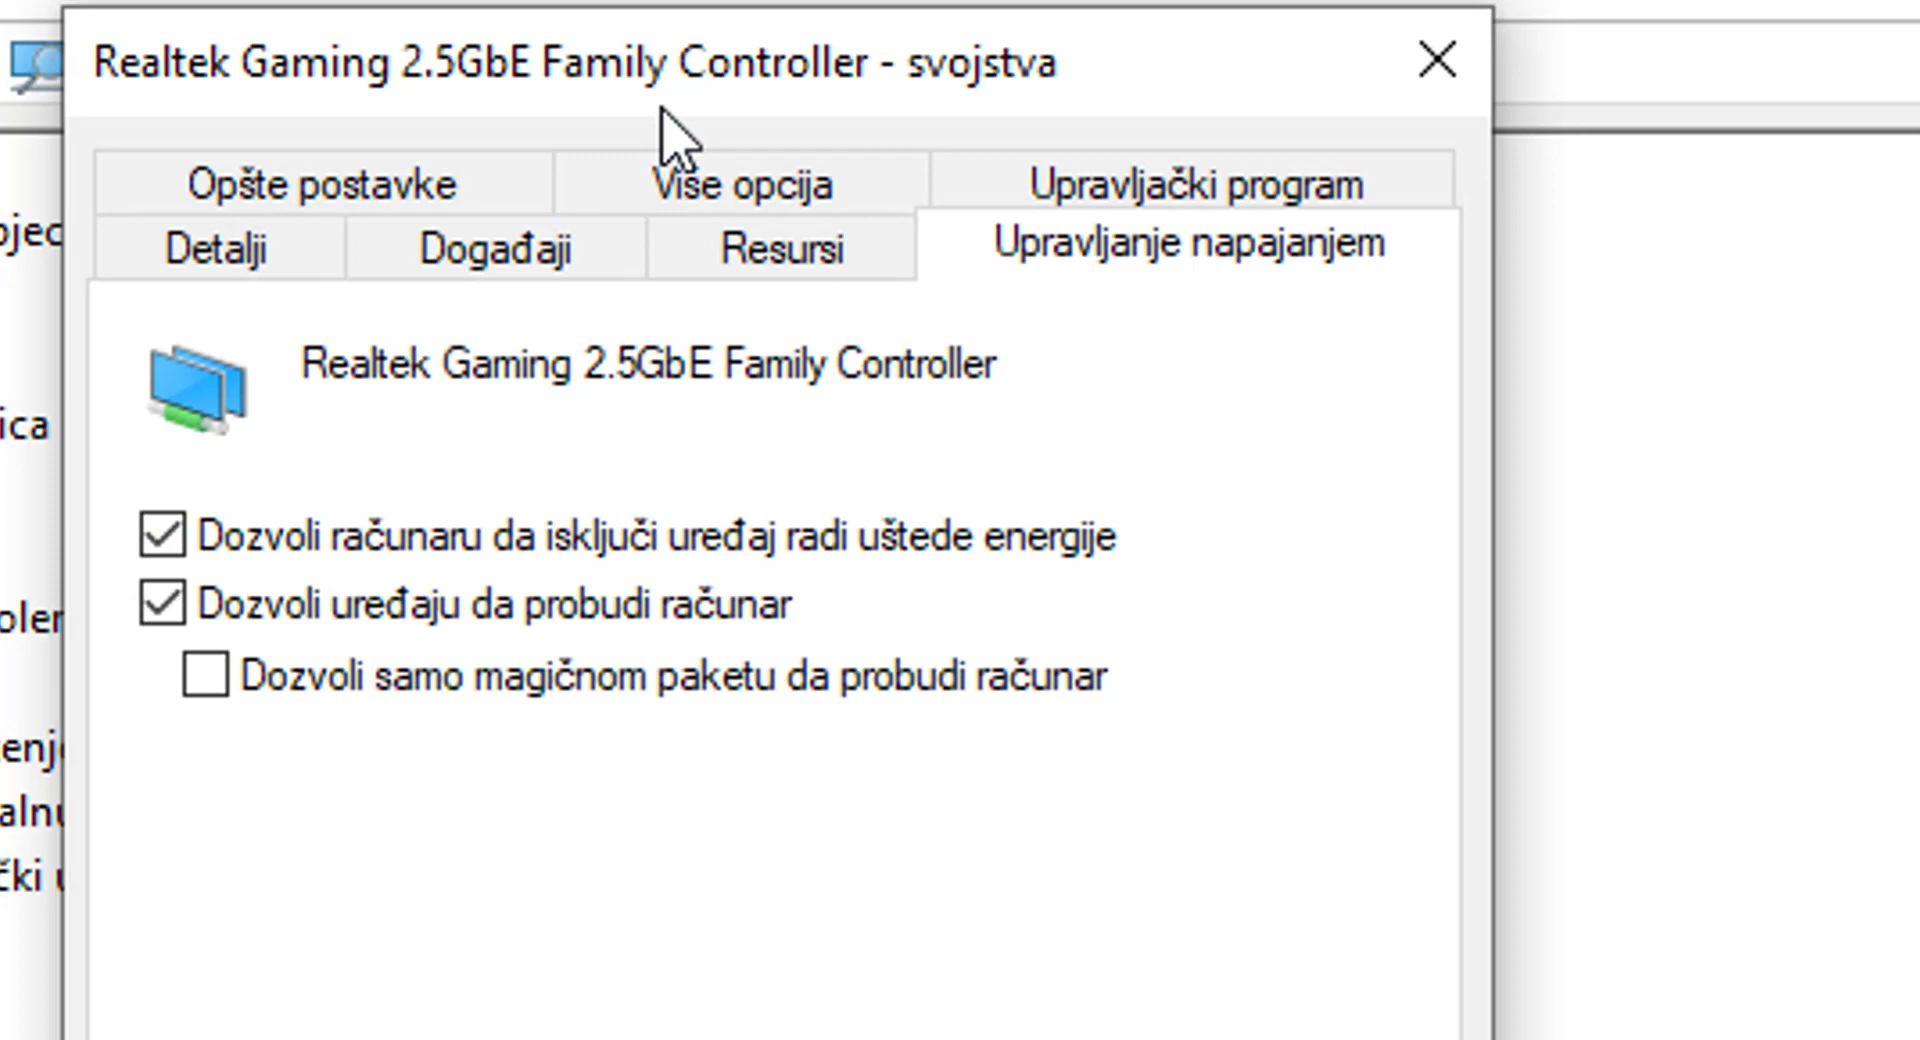 Realtek Gaming 2.5GbE Family Controller - svojstva
Opšte postavke
Više opcija
Upravljački program
Detalji
Događaji
Resursi
Upravljanje napajanjem
Realtek Gaming 2.5GbE Family Controller
Dozvoli računaru da isključi uređaj radi uštede energije
Dozvoli uređaju da probudi računar
Dozvoli samo magičnom paketu da probudi računar